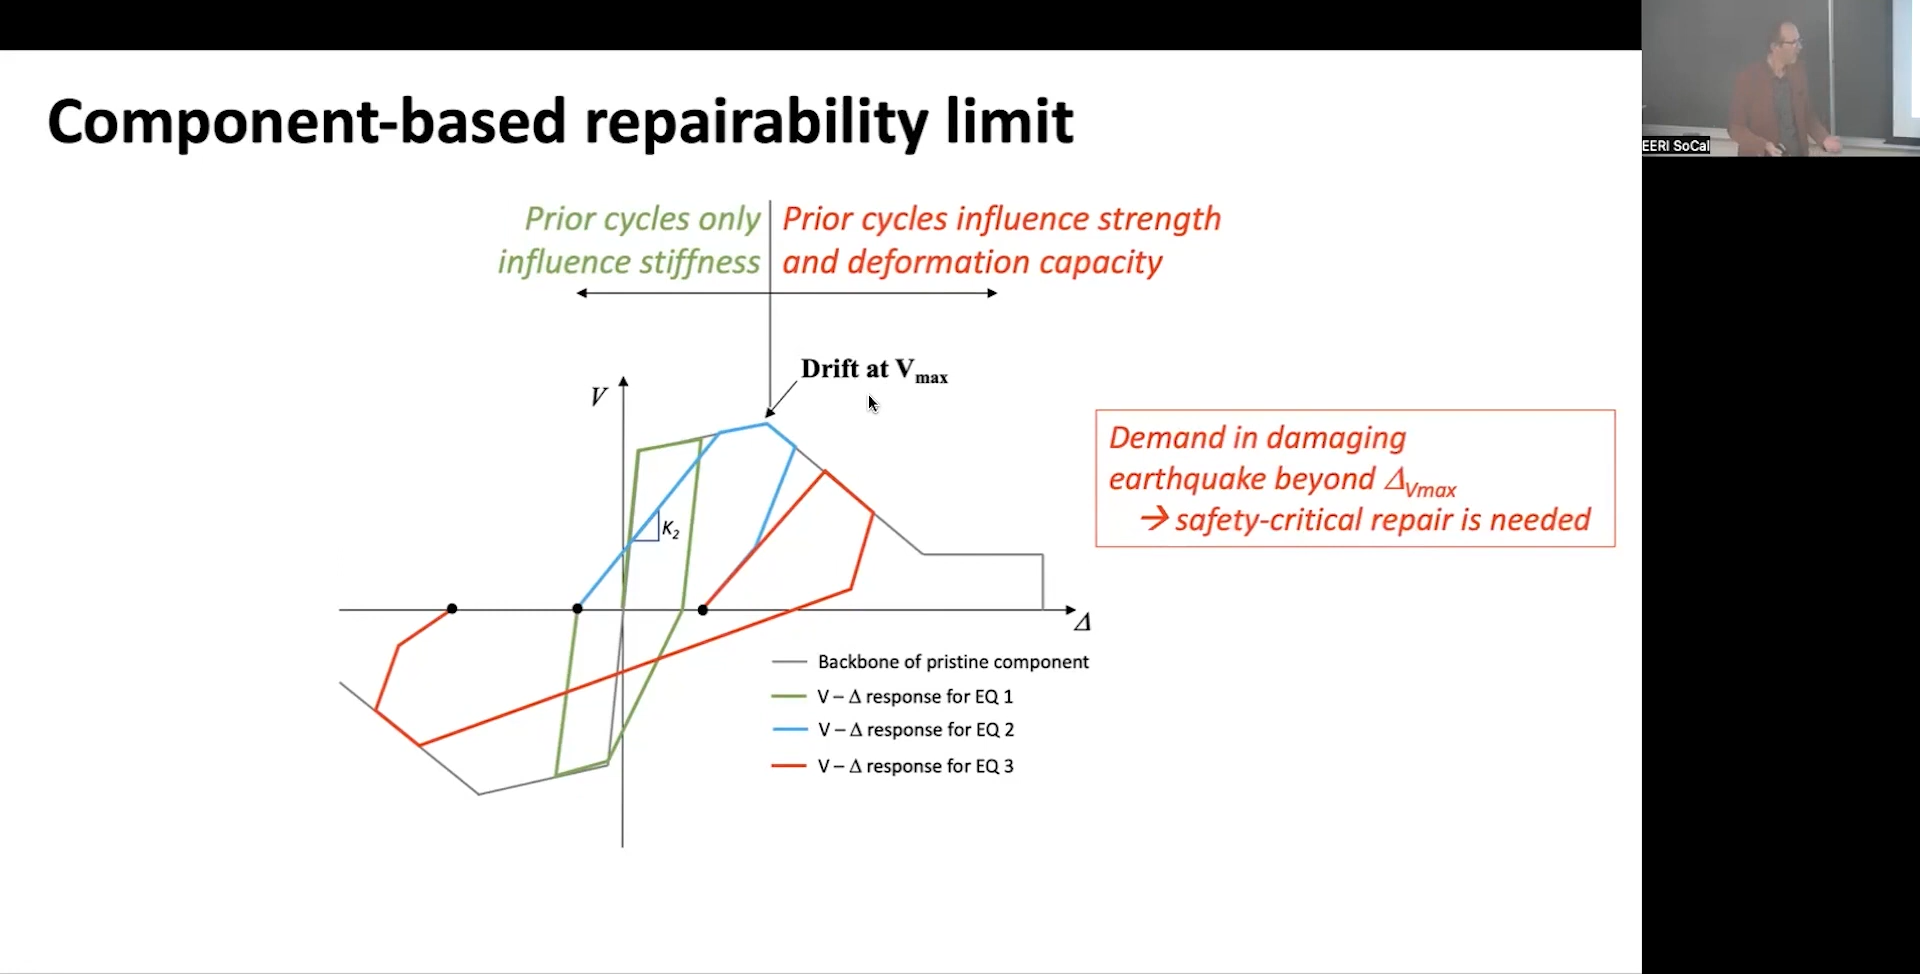 Component-based repairability limit
EERI SoCal
Prior cycles only
influence stiffness
Prior cycles influence strength
and deformation capacity
Drift at Vmax
V
K2
Δ
Demand in damaging
earthquake beyond ΔVmax
→ safety-critical repair is needed
Backbone of pristine component
V – Δ response for EQ 1
V – Δ response for EQ 2
V – Δ response for EQ 3